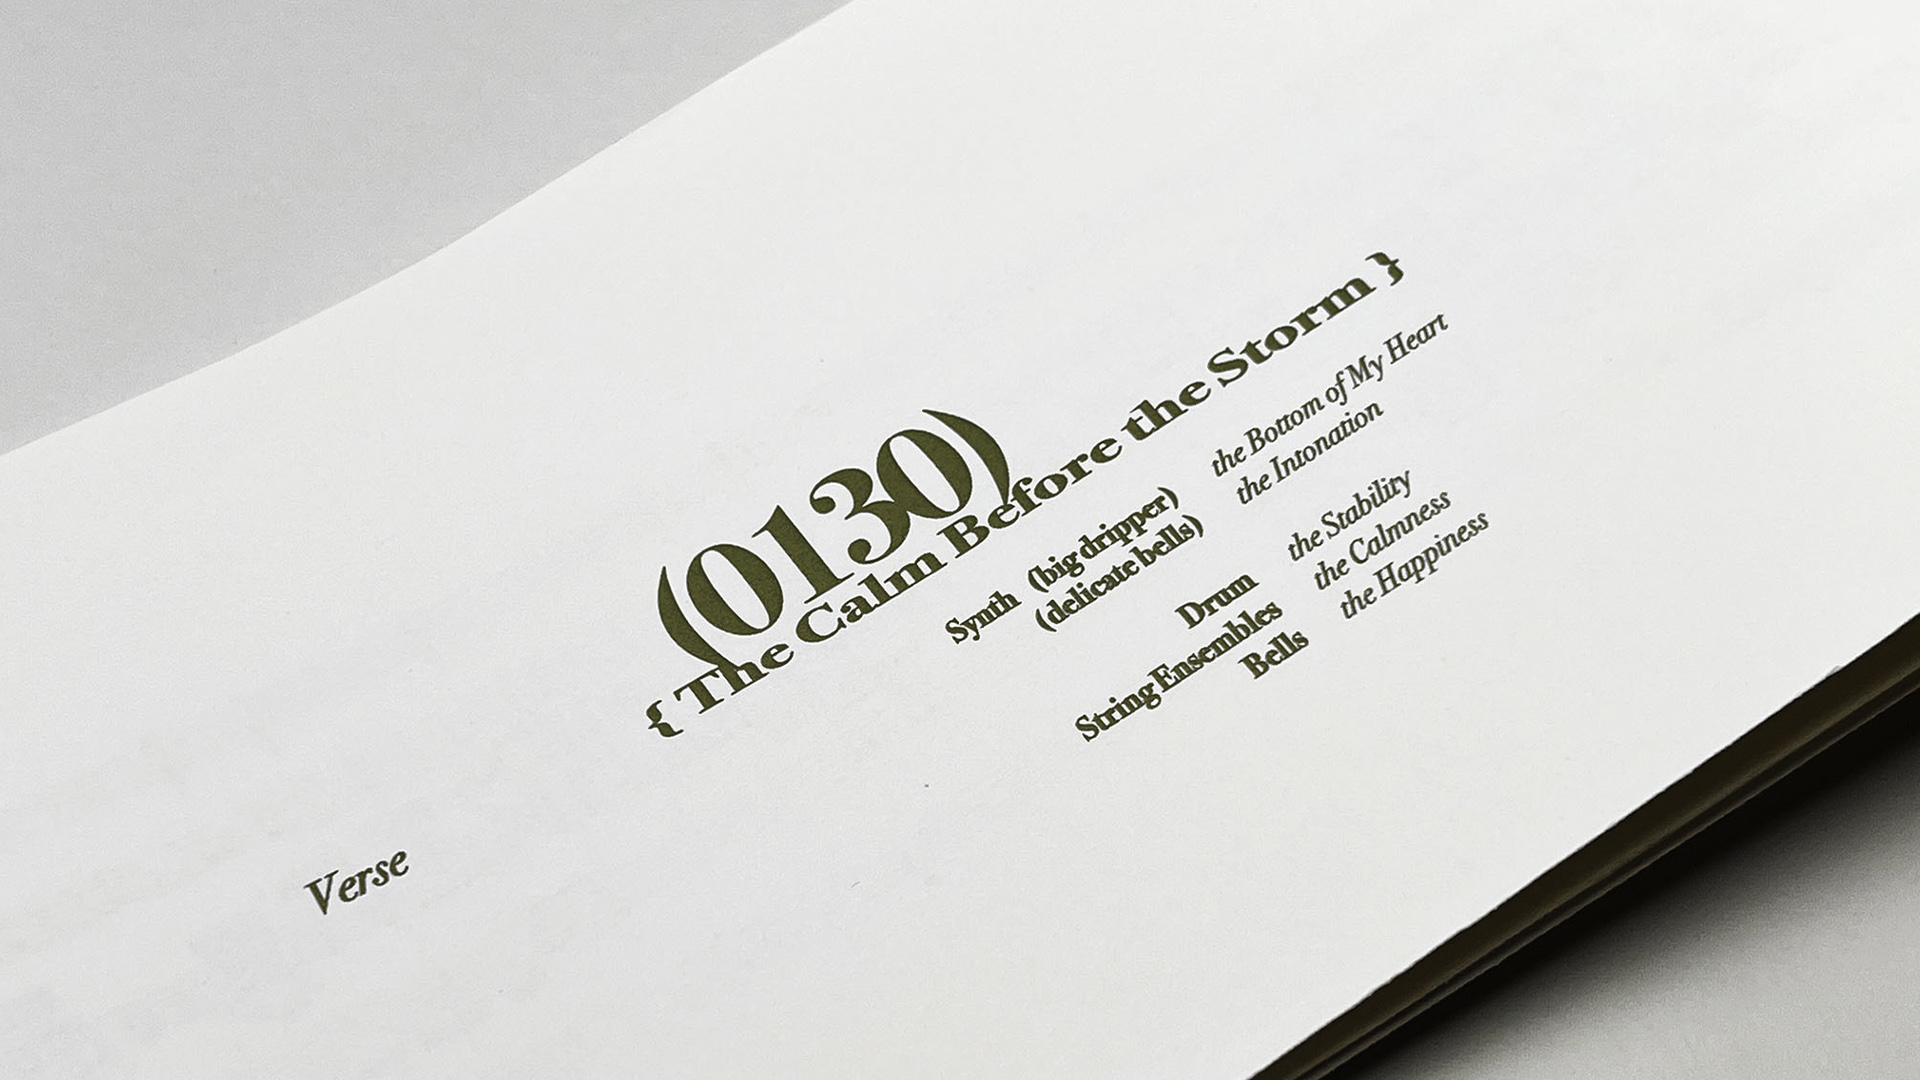 (0130)
{ The Calm Before the Storm }
Synth (big dripper) the Bottom of My Heart
(delicate bells) the Intonation
Drum the Stability
String Ensembles the Calmness
Bells the Happiness
Verse